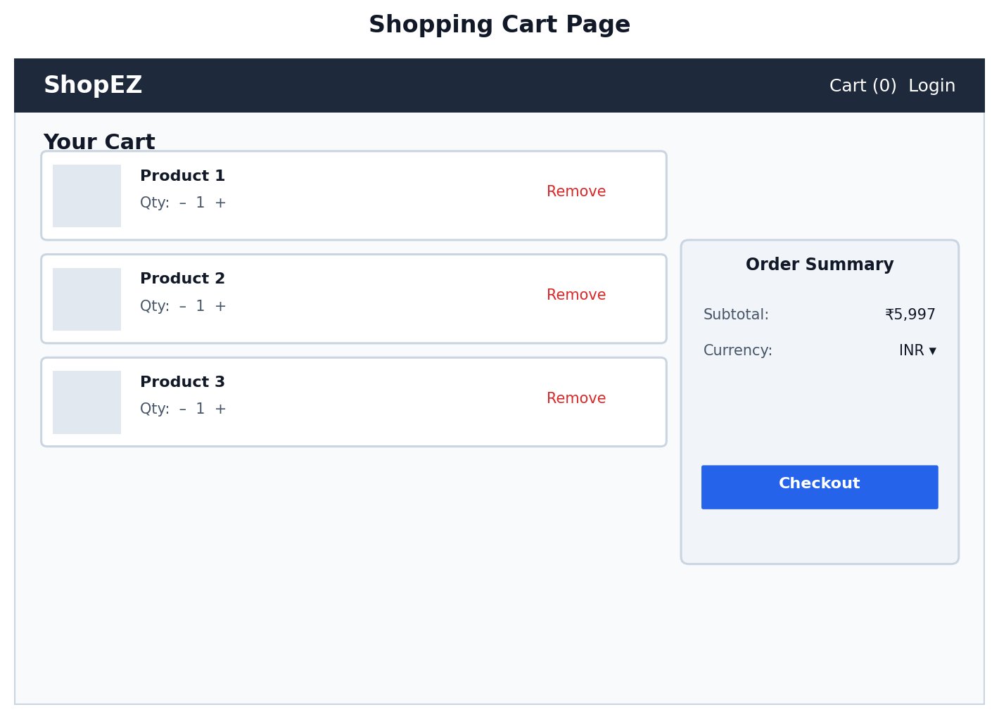 Shopping Cart Page
ShopEZ
Cart (0) Login
Your Cart
Product 1
Qty: – 1 +
Remove
Product 2
Qty: – 1 +
Remove
Product 3
Qty: – 1 +
Remove
Order Summary
Subtotal: ₹5,997
Currency: INR ▾
Checkout